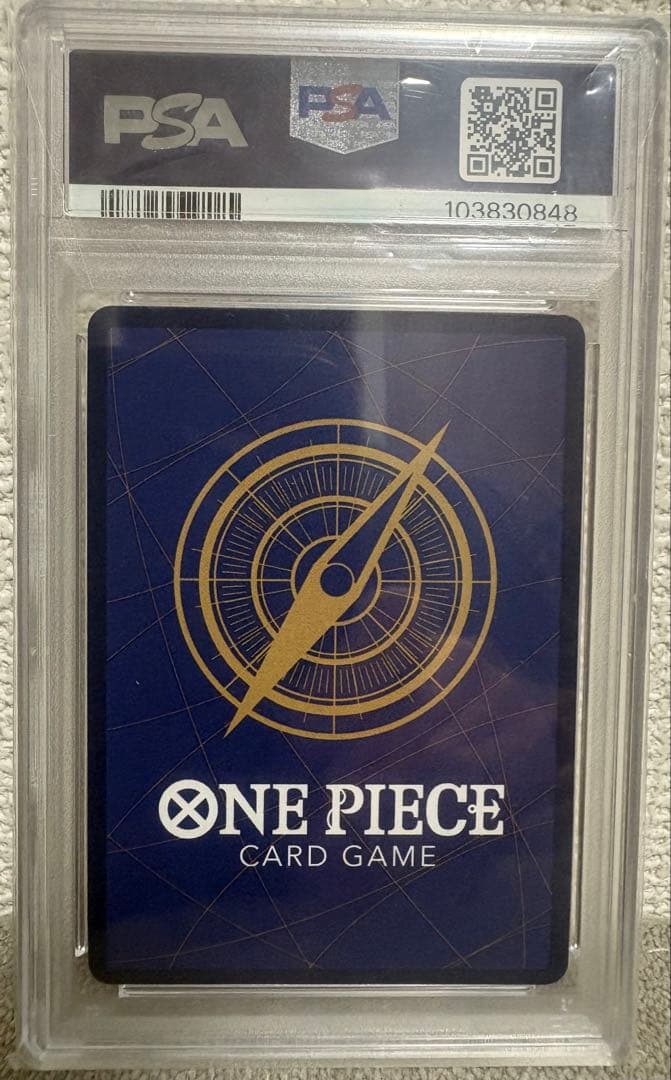 PSA
PSA
103830848
ONE PIECE
CARD GAME